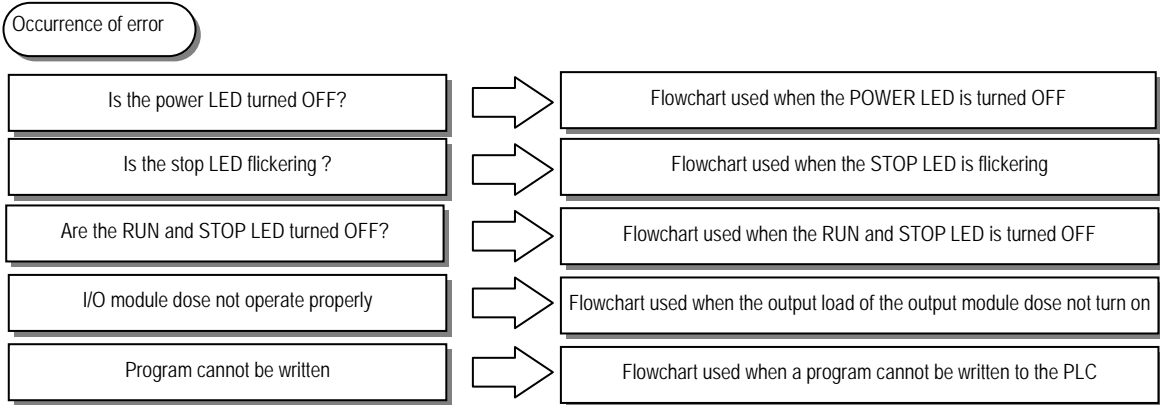 Occurrence of error
Is the power LED turned OFF?
Flowchart used when the POWER LED is turned OFF
Is the stop LED flickering ?
Flowchart used when the STOP LED is flickering
Are the RUN and STOP LED turned OFF?
Flowchart used when the RUN and STOP LED is turned OFF
I/O module dose not operate properly
Flowchart used when the output load of the output module dose not turn on
Program cannot be written
Flowchart used when a program cannot be written to the PLC